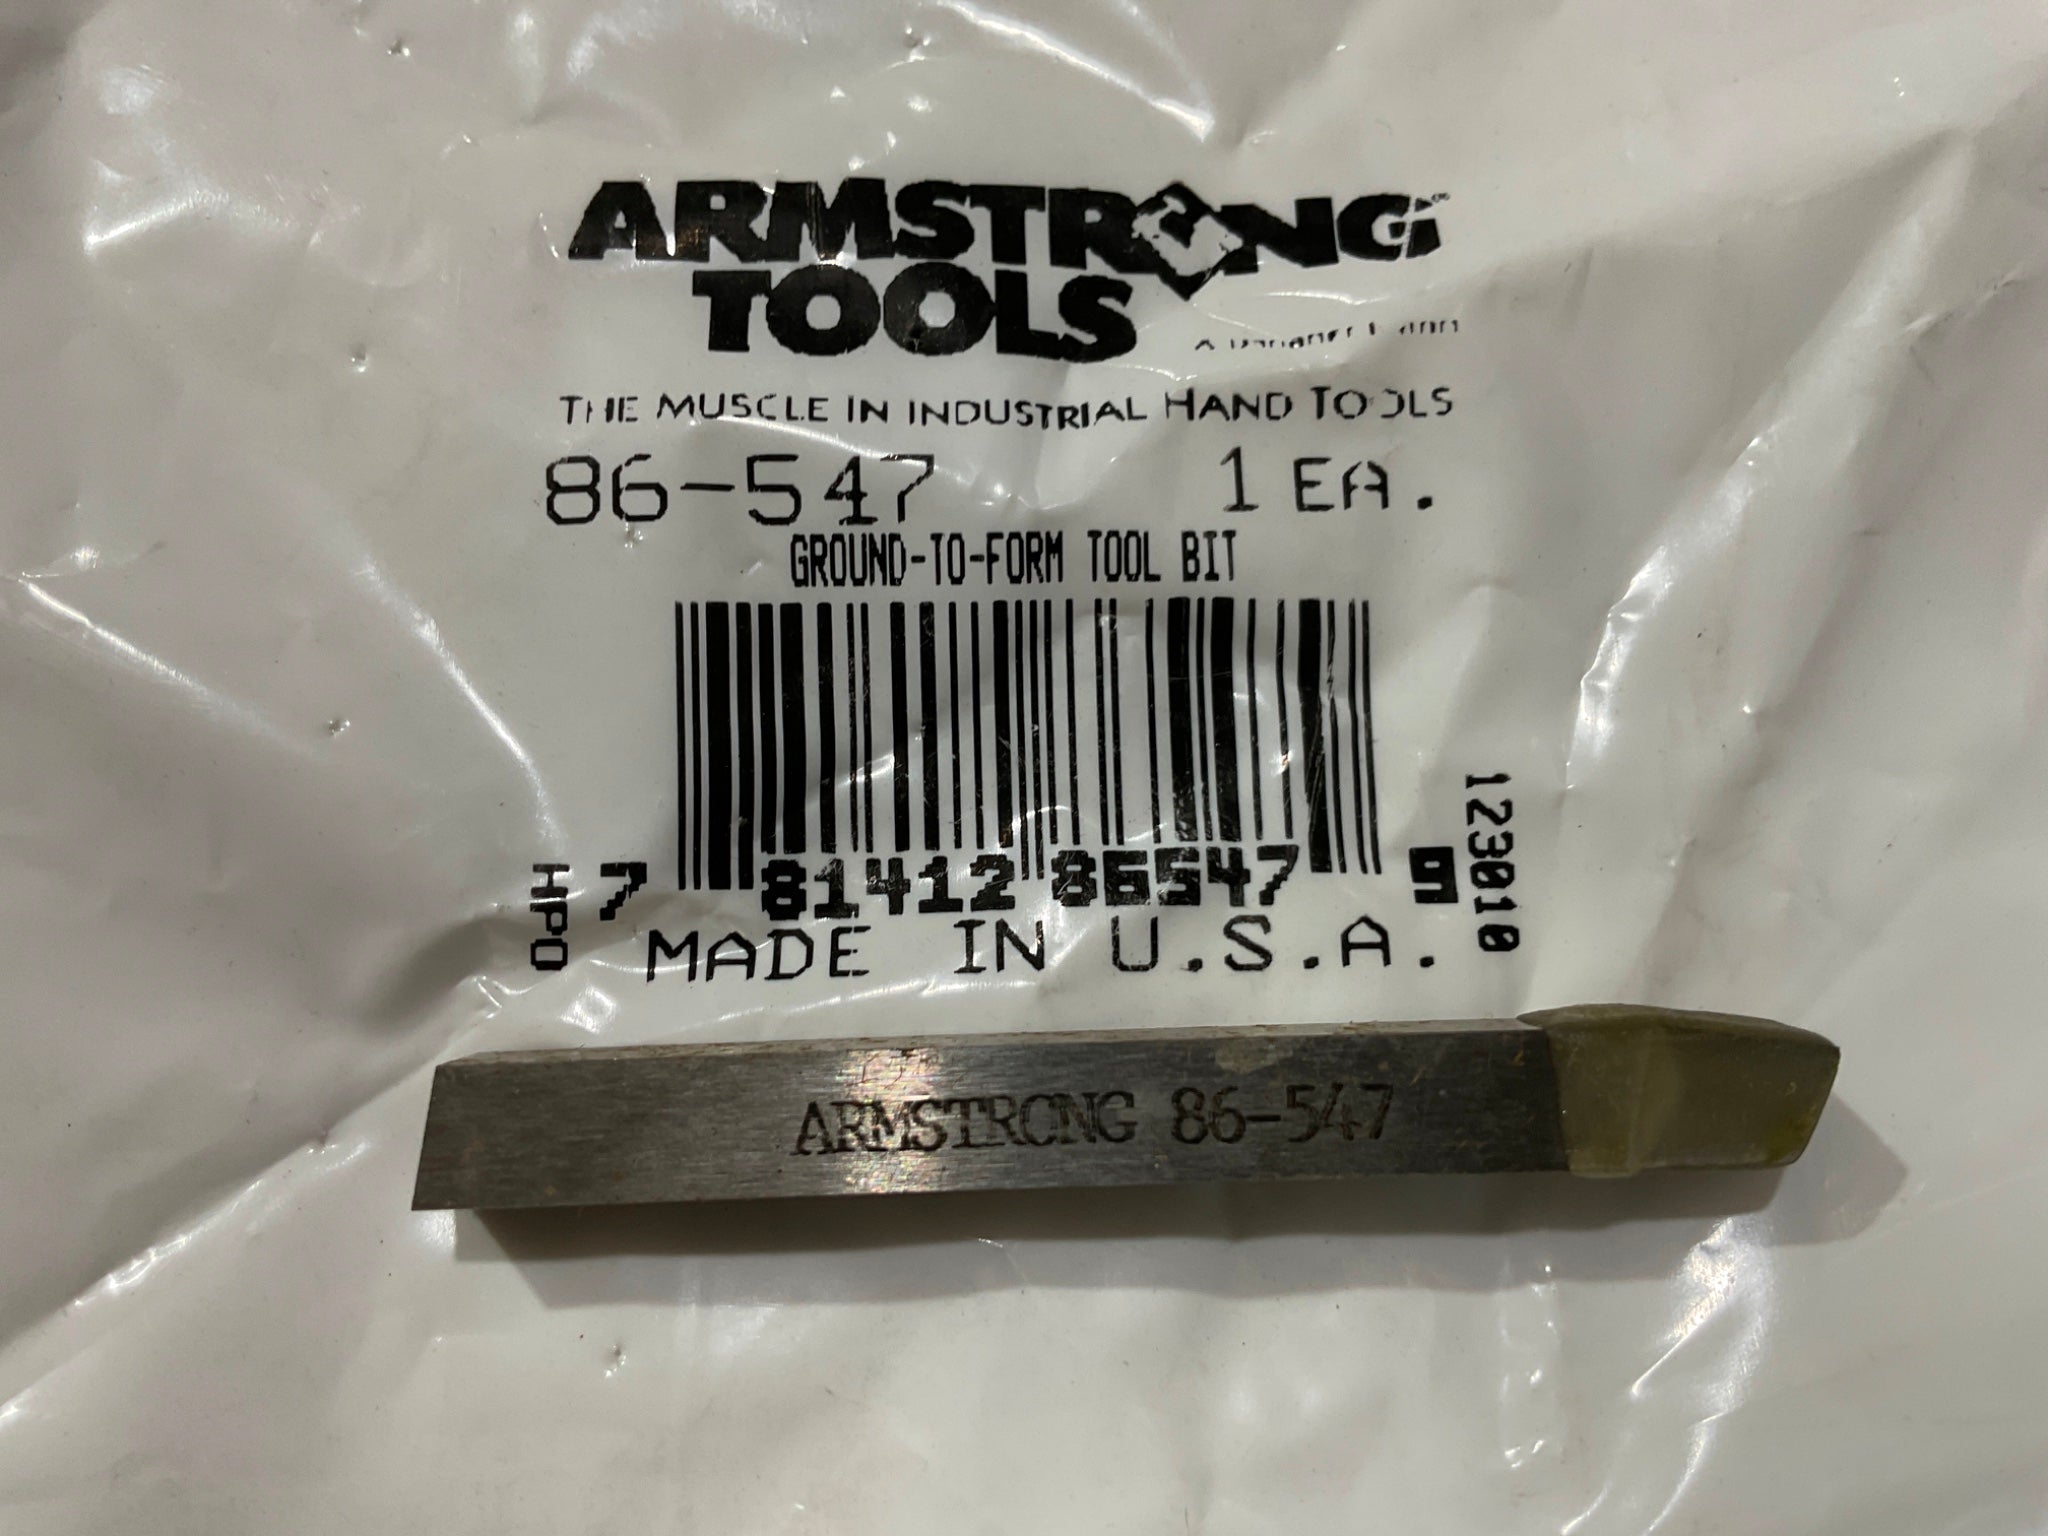 ARMSTRONG
TOOLS
THE MUSCLE IN INDUSTRIAL HAND TOOLS
86-547 1 EA.
GROUND-TO-FORM TOOL BIT
7 81412 86547 9
HPO
123010
MADE IN U.S.A.
ARMSTRONG 86-547